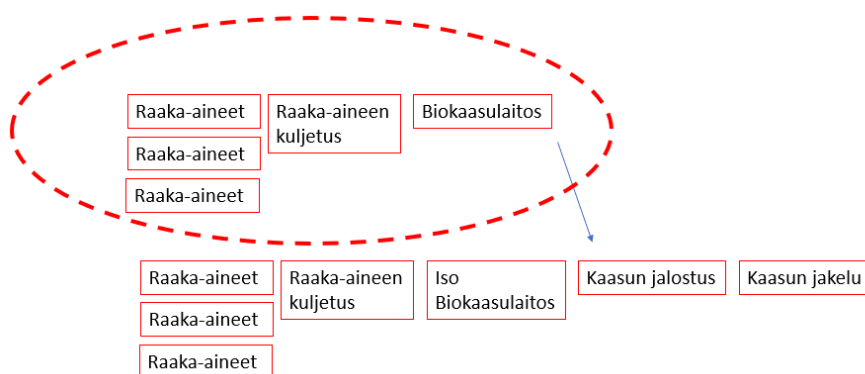 Raaka-aineet
Raaka-aineen
kuljetus
Biokaasulaitos
Raaka-aineet
Raaka-aineet
Raaka-aineet
Raaka-aineen
kuljetus
Iso
Biokaasulaitos
Kaasun jalostus
Kaasun jakelu
Raaka-aineet
Raaka-aineet